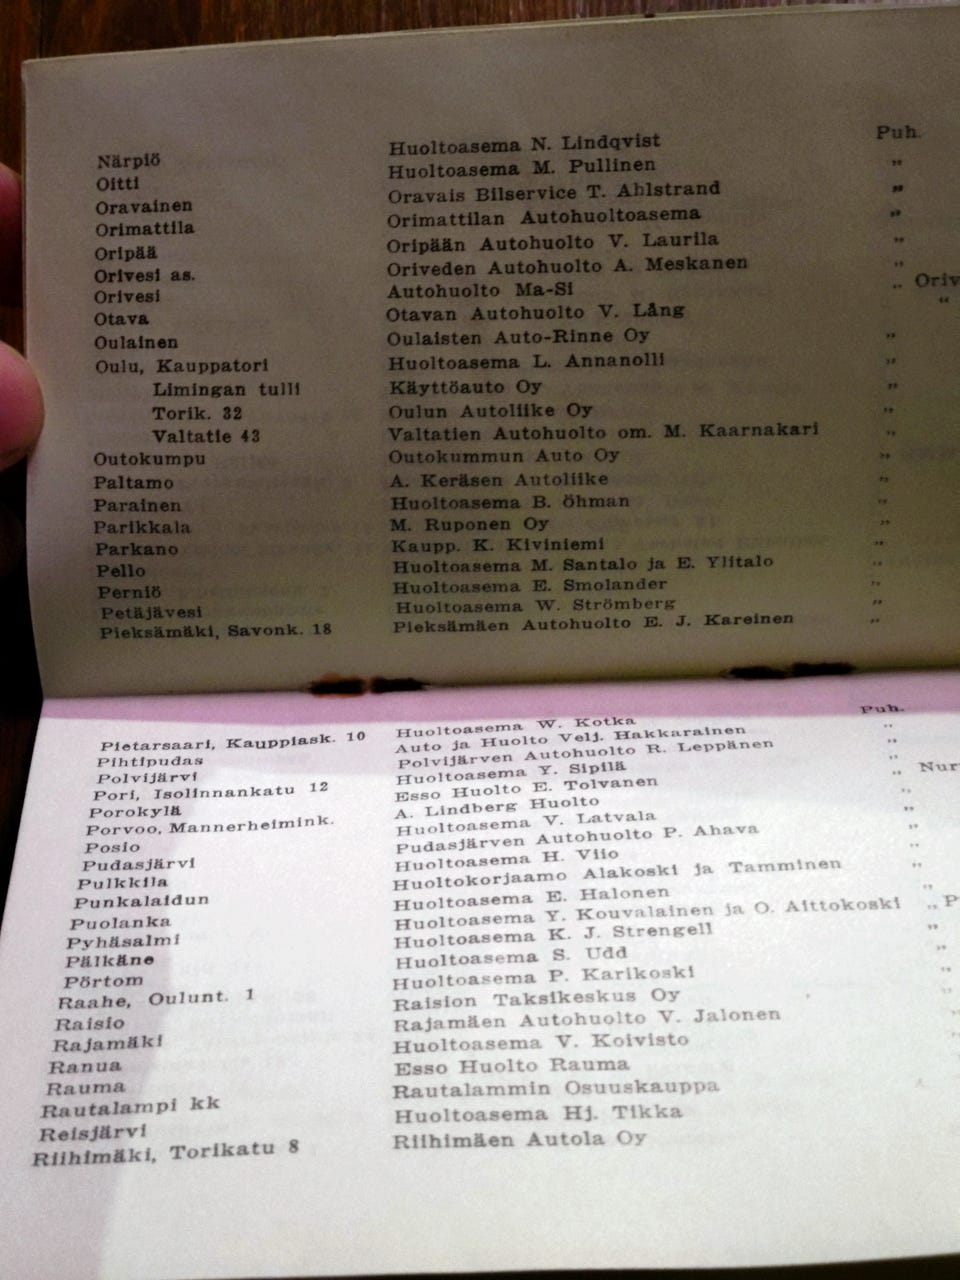 Puh.
Närpiö Huoltoasema N. Lindqvist "
Oitti Huoltoasema M. Pullinen "
Oravainen Oravais Bilservice T. Ahlstrand "
Orimattila Orimattilan Autohuoltoasema "
Oripää Oripään Autohuolto V. Laurila "
Orivesi as. Oriveden Autohuolto A. Meskanen " Oriv
Orivesi Autohuolto Ma-Si "
Otava Otavan Autohuolto V. Lång
Oulainen Oulaisten Auto-Rinne Oy "
Oulu, Kauppatori Huoltoasema L. Annanolli "
Limingan tulli Käyttöauto Oy "
Torik. 32 Oulun Autoliike Oy "
Valtatie 43 Valtatien Autohuolto om. M. Kaarnakari "
Outokumpu Outokummun Auto Oy "
Paltamo A. Keräsen Autoliike "
Parainen Huoltoasema B. Öhman "
Parikkala M. Ruponen Oy "
Parkano Kaupp. K. Kiviniemi "
Pello Huoltoasema M. Santalo ja E. Ylitalo "
Perniö Huoltoasema E. Smolander "
Petäjävesi Huoltoasema W. Strömberg "
Pieksämäki, Savonk. 18 Pieksämäen Autohuolto E. J. Kareinen "
Puh.
Pietarsaari, Kauppiask. 10 Huoltoasema W. Kotka "
Pihtipudas Auto ja Huolto Velj. Hakkarainen "
Polvijärvi Polvijärven Autohuolto R. Leppänen "
Pori, Isolinnankatu 12 Huoltoasema Y. Sipilä "
Porokylä Esso Huolto E. Tolvanen " Nur
Porvoo, Mannerheimink. A. Lindberg Huolto "
Posio Huoltoasema V. Latvala "
Pudasjärvi Pudasjärven Autohuolto P. Ahava "
Pulkkila Huoltoasema H. Viio "
Punkalaidun Huoltokorjaamo Alakoski ja Tamminen "
Puolanka Huoltoasema E. Halonen "
Pyhäsalmi Huoltoasema Y. Kouvalainen ja O. Aittokoski " P
Pälkäne Huoltoasema K. J. Strengell "
Pörtom Huoltoasema S. Udd "
Raahe, Oulunt. 1 Huoltoasema P. Karikoski "
Raisio Raision Taksikeskus Oy "
Rajamäki Rajamäen Autohuolto V. Jalonen "
Ranua Huoltoasema V. Koivisto "
Rauma Esso Huolto Rauma
Rautalampi kk Rautalammin Osuuskauppa
Reisjärvi Huoltoasema Hj. Tikka
Riihimäki, Torikatu 8 Riihimäen Autola Oy